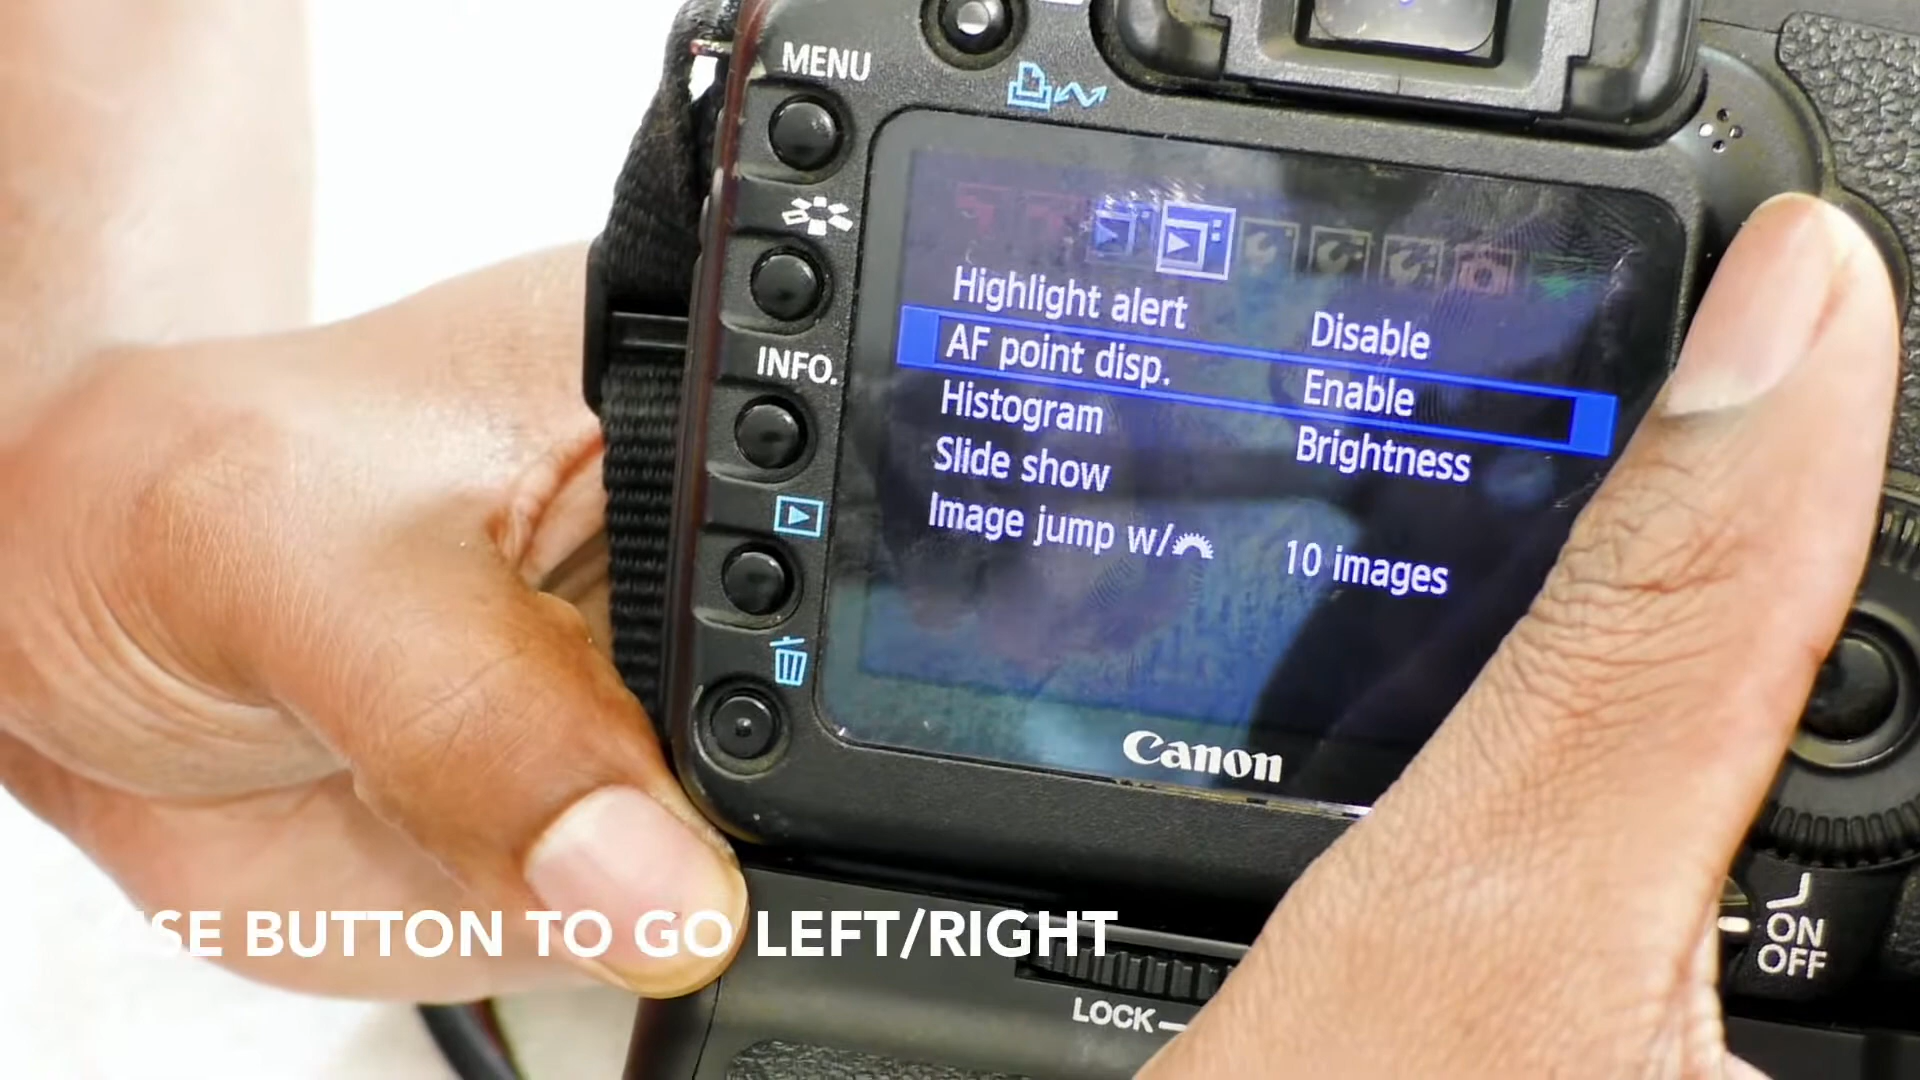 MENU
INFO.
Highlight alert Disable
AF point disp. Enable
Histogram Brightness
Slide show
Image jump w/ 10 images
Canon
ON
OFF
USE BUTTON TO GO LEFT/RIGHT
LOCK